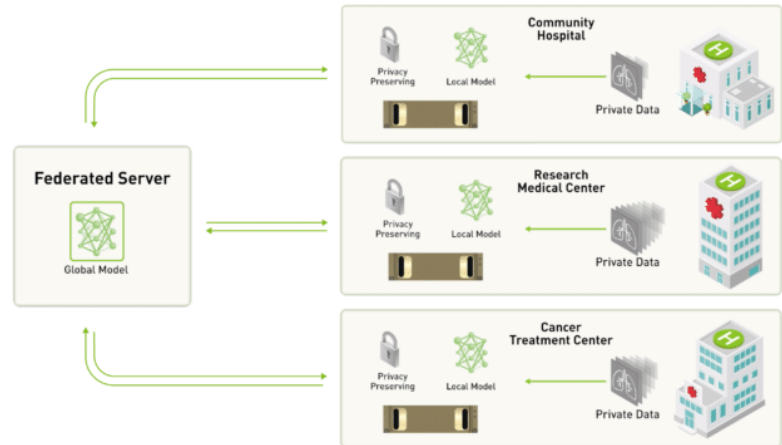 Community
Hospital
Privacy
Preserving
Local Model
Private Data
H
Federated Server
Global Model
Research
Medical Center
Privacy
Preserving
Local Model
Private Data
H
Cancer
Treatment Center
Privacy
Preserving
Local Model
Private Data
H